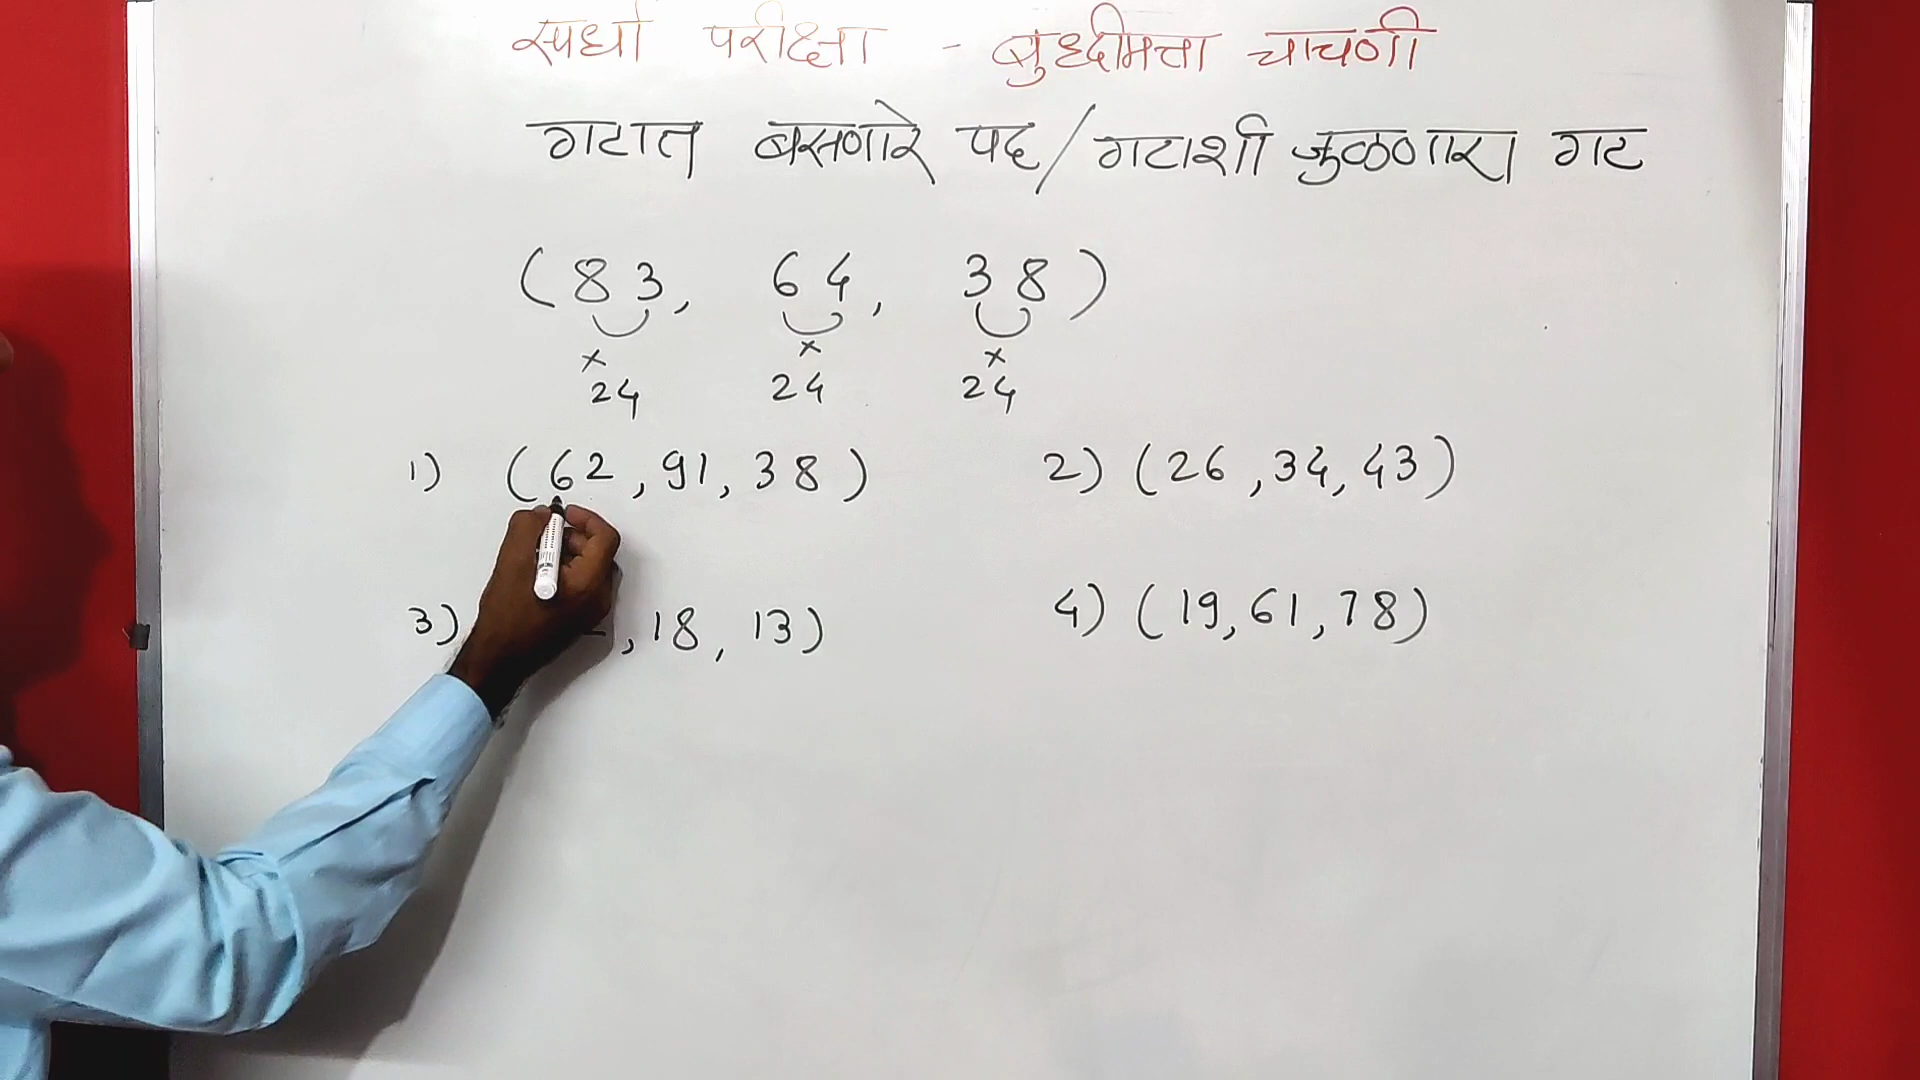 स्पर्धा परीक्षा - बुध्दीमत्ता चाचणी
गटात बसणारे पद / गटाशी जुळणारा गट
(83, 64, 38)
x x x
24 24 24
1) (62, 91, 38) 2) (26, 34, 43)
3) , 18, 13) 4) (19, 61, 78)